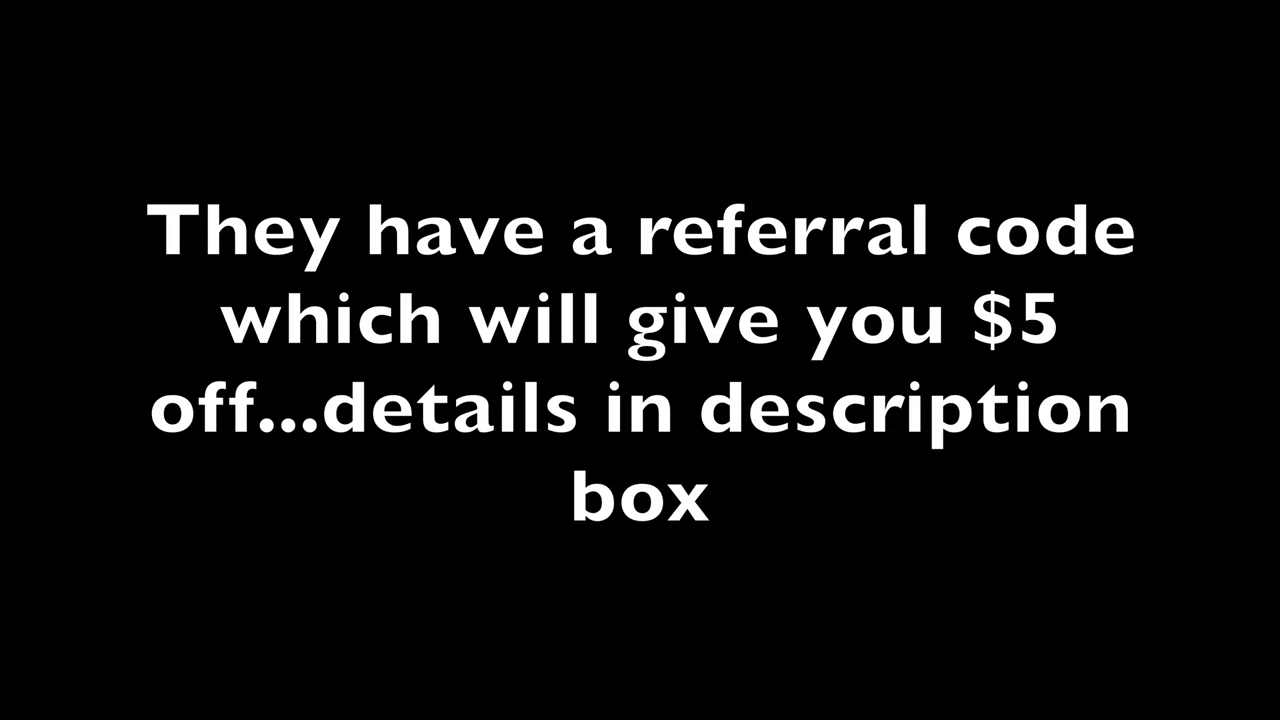 They have a referral code
which will give you $5
off...details in description
box